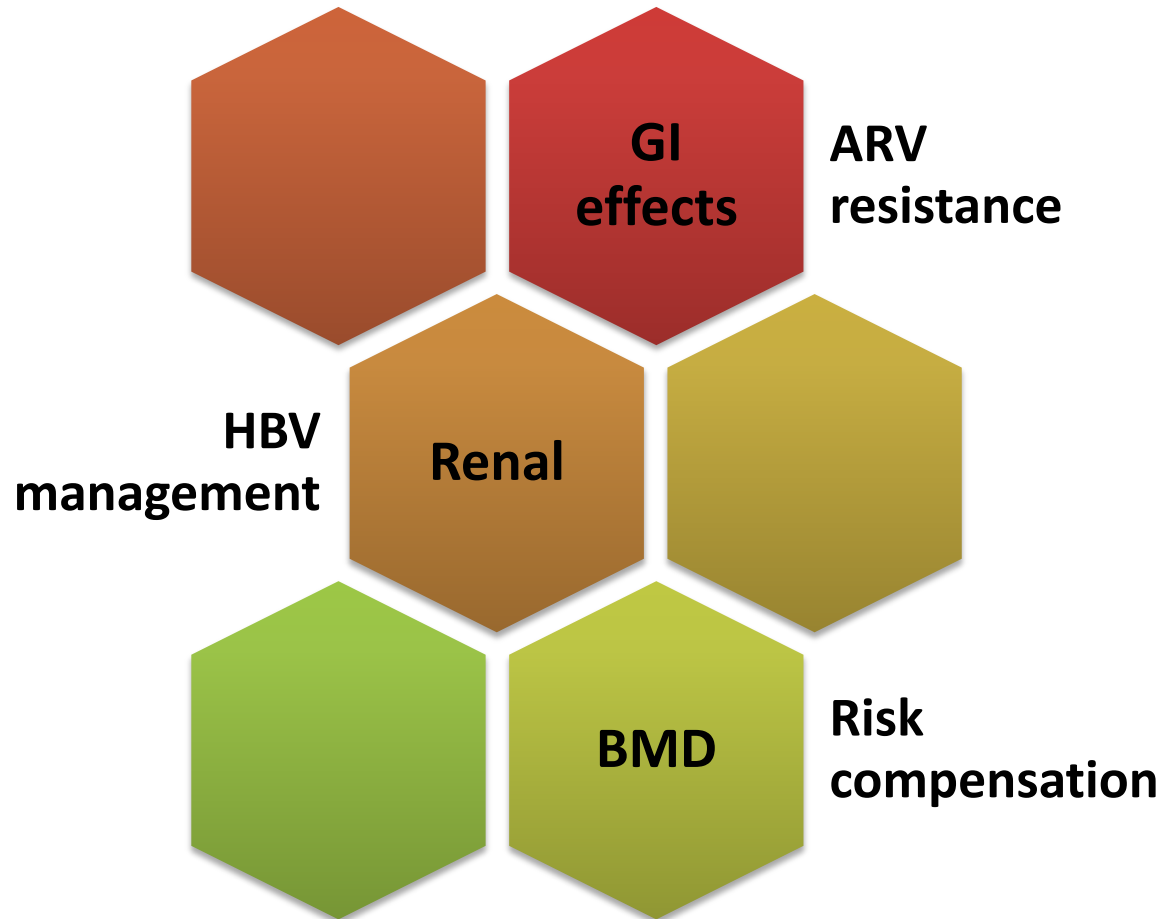 GI
effects
ARV
resistance
HBV
management
Renal
BMD
Risk
compensation